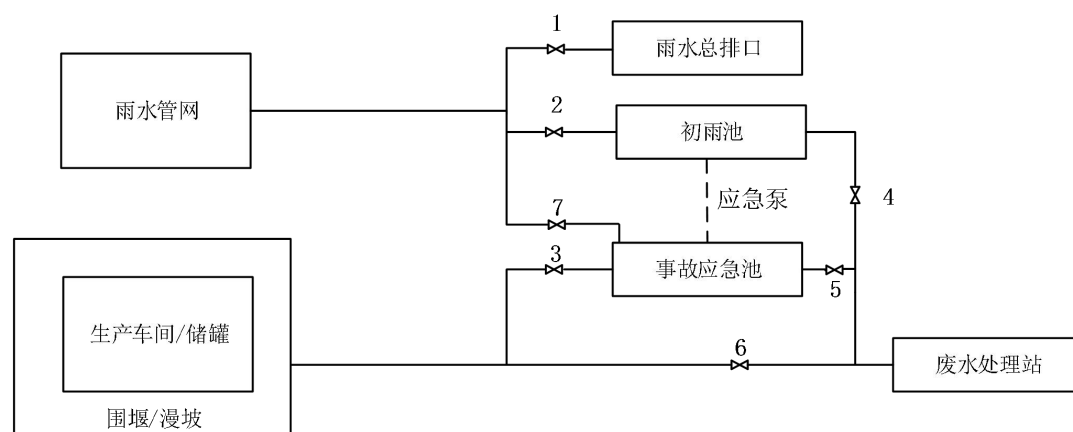 1
雨水总排口
雨水管网
2
初雨池
应急泵
4
7
3
事故应急池
5
生产车间/储罐
6
废水处理站
围堰/漫坡